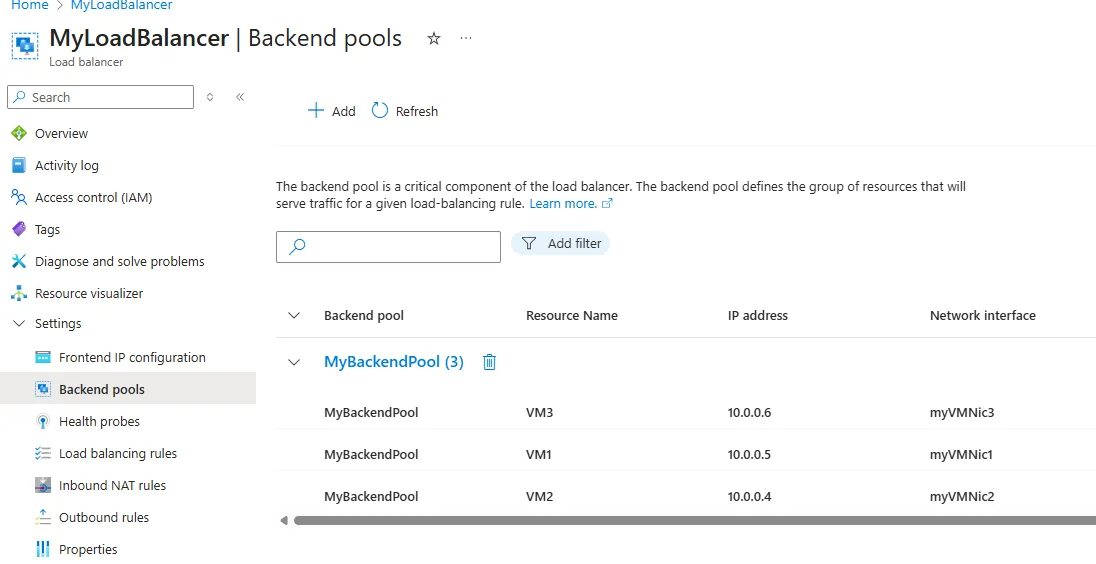 Home > MyLoadBalancer
MyLoadBalancer | Backend pools
Load balancer
Search
Overview
Activity log
Access control (IAM)
Tags
Diagnose and solve problems
Resource visualizer
Settings
Frontend IP configuration
Backend pools
Health probes
Load balancing rules
Inbound NAT rules
Outbound rules
Properties
Add Refresh
The backend pool is a critical component of the load balancer. The backend pool defines the group of resources that will
serve traffic for a given load-balancing rule. Learn more.
Add filter
Backend pool Resource Name IP address Network interface
MyBackendPool (3)
MyBackendPool VM3 10.0.0.6 myVMNic3
MyBackendPool VM1 10.0.0.5 myVMNic1
MyBackendPool VM2 10.0.0.4 myVMNic2